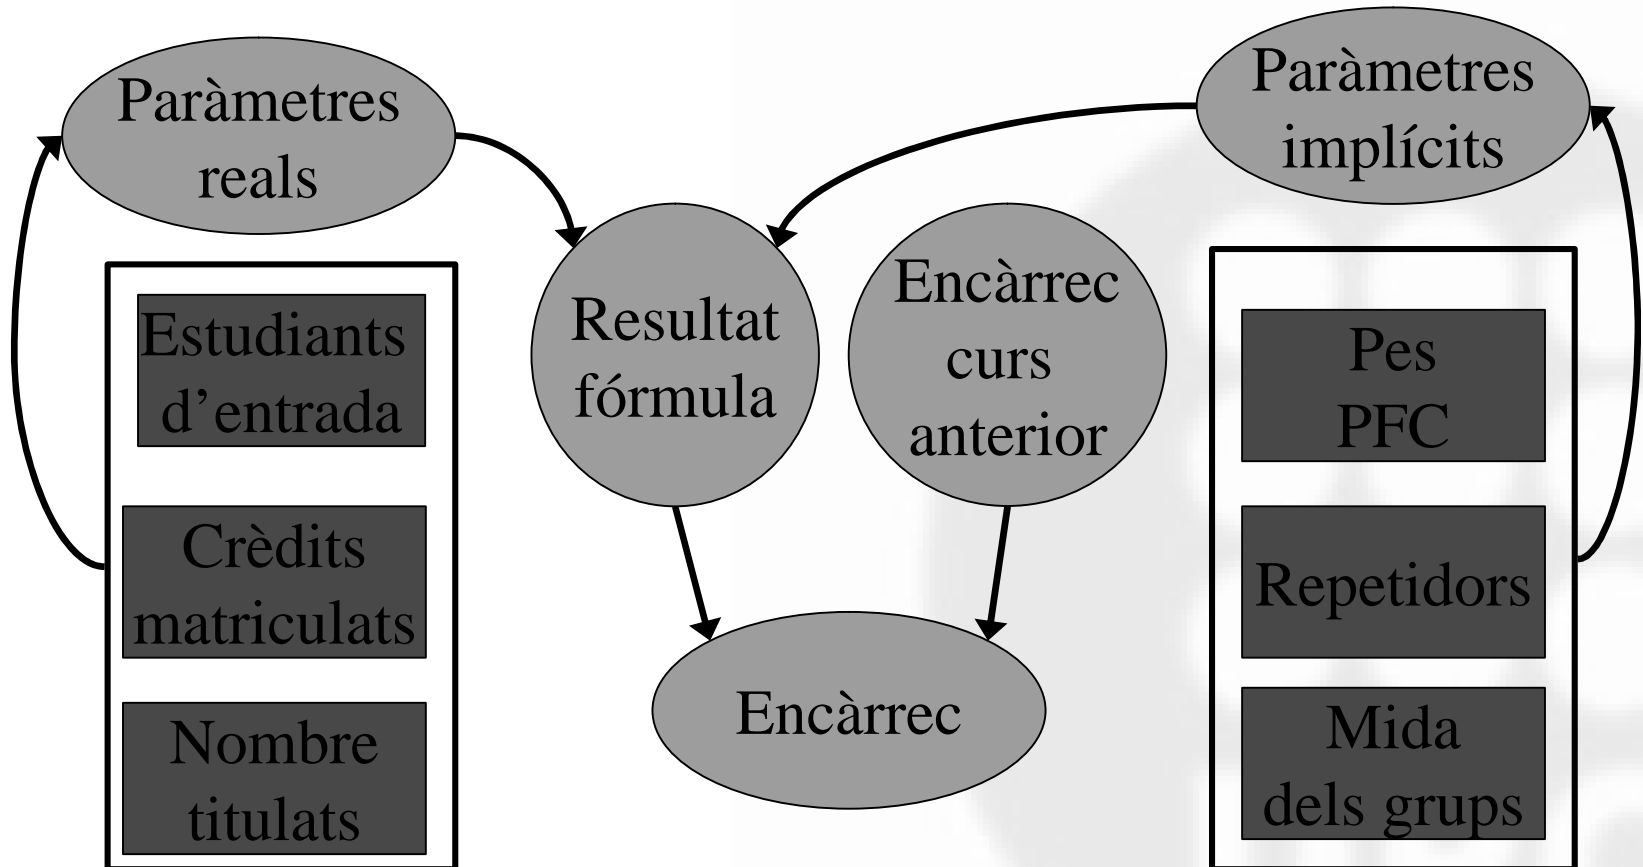 Paràmetres
reals
Paràmetres
implícits
Estudiants
d’entrada
Crèdits
matriculats
Nombre
titulats
Resultat
fórmula
Encàrrec
curs
anterior
Encàrrec
Pes
PFC
Repetidors
Mida
dels grups